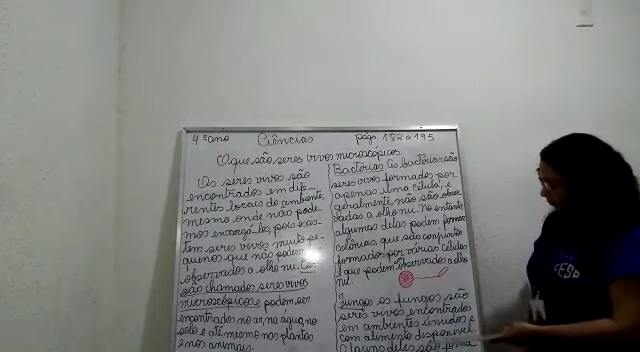 4º ano Ciências págs 182 a 195
O que são seres vivos microscópicos.
Os seres vivos são
encontrados em dife-
rentes locais do ambiente,
mesmo onde não pode-
mos enxergá-los, pois exis-
tem seres vivos muito pe-
quenos que não podem ser
observados a olho nu. Eles
são chamados seres vivos
microscópicos e podem ser
encontrados no ar, na água, no
solo e até mesmo nas plantas
e nos animais.
Bactérias As bactérias são
seres vivos formados por
apenas uma célula, e
geralmente, não são obser
vadas a olho nu. No entanto,
algumas delas podem formar
colônias, que são conjuntos
formados por várias células
e que podem ser observados a olho
nu.
Fungos os fungos são
seres vivos encontrados
em ambientes úmidos e
com alimento disponível.
Alguns deles são forma